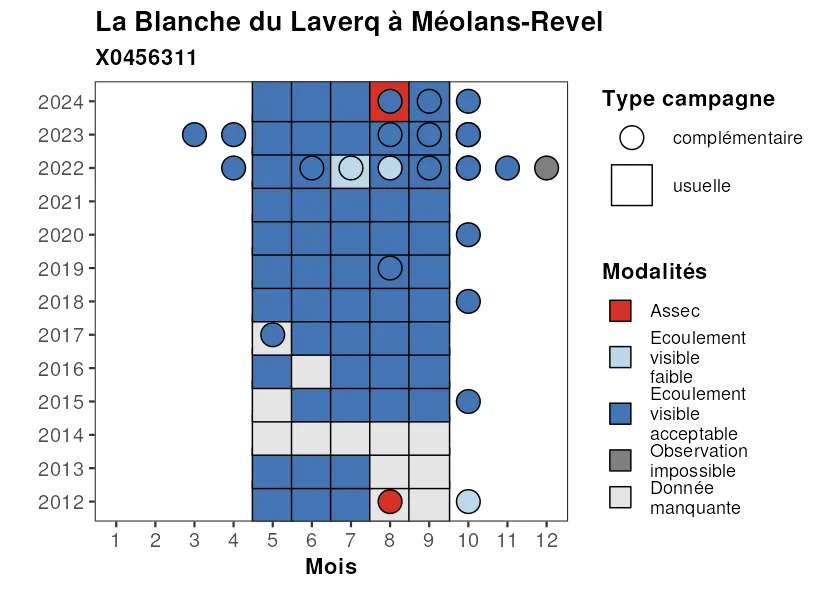 La Blanche du Laverq à Méolans-Revel
X0456311
2024
2023
2022
2021
2020
2019
2018
2017
2016
2015
2014
2013
2012
1 2 3 4 5 6 7 8 9 10 11 12
Mois
Type campagne
complémentaire
usuelle
Modalités
Assec
Ecoulement
visible
faible
Ecoulement
visible
acceptable
Observation
impossible
Donnée
manquante